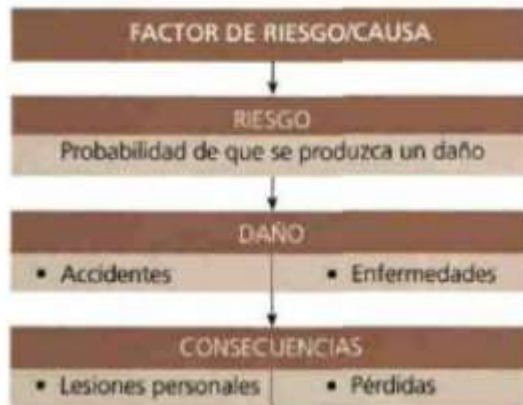 FACTOR DE RIESGO/CAUSA
RIESGO
Probabilidad de que se produzca un daño
DAÑO
• Accidentes • Enfermedades
CONSECUENCIAS
• Lesiones personales • Pérdidas